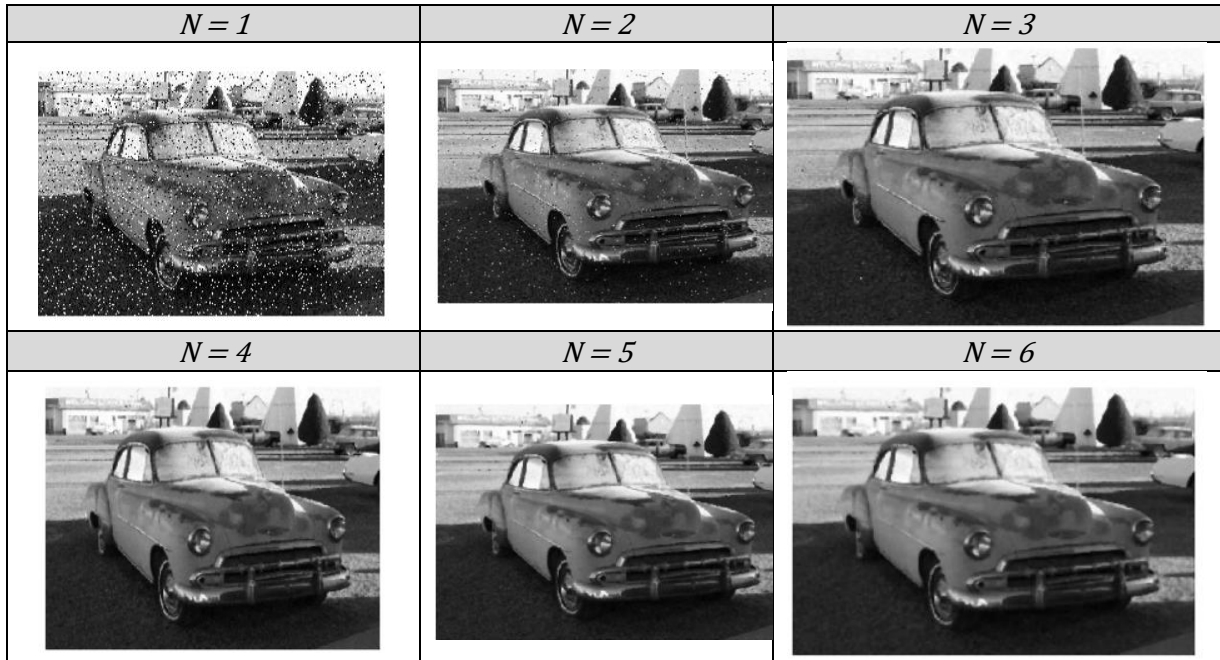 N = 1
N = 2
N = 3
N = 4
N = 5
N = 6